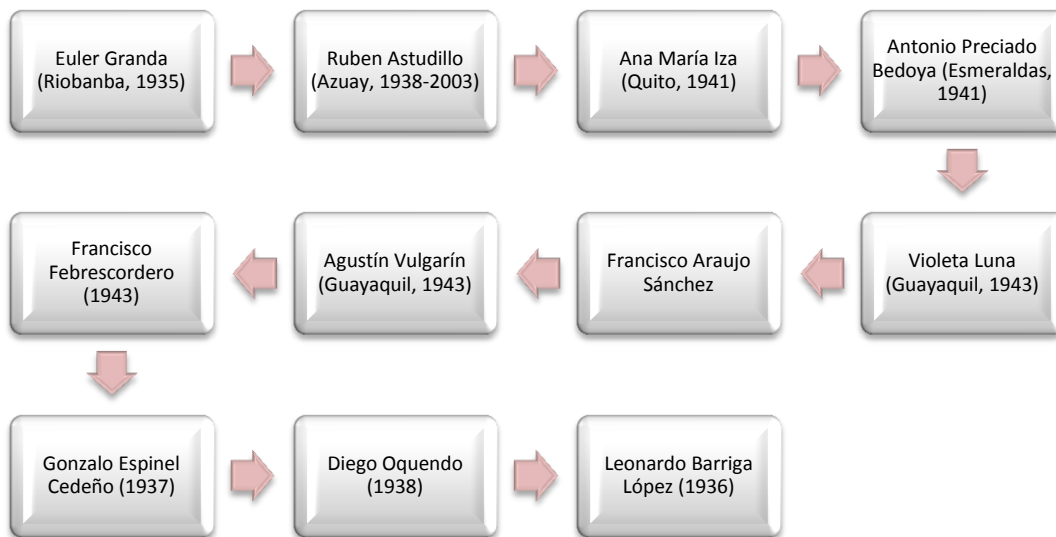 Euler Granda
(Riobanba, 1935)
Ruben Astudillo
(Azuay, 1938-2003)
Ana María Iza
(Quito, 1941)
Antonio Preciado
Bedoya (Esmeraldas,
1941)
Violeta Luna
(Guayaquil, 1943)
Francisco Araujo
Sánchez
Agustín Vulgarín
(Guayaquil, 1943)
Francisco
Febrescordero
(1943)
Gonzalo Espinel
Cedeño (1937)
Diego Oquendo
(1938)
Leonardo Barriga
López (1936)